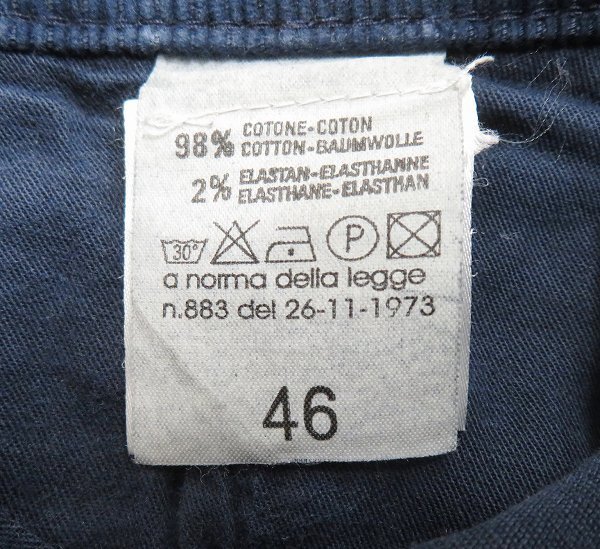 98% COTONE-COTON
COTTON-BAUMWOLLE
2% ELASTAN-ELASTHANNE
ELASTHANE-ELASTHAN
30° P
a norma della legge
n.883 del 26-11-1973
46